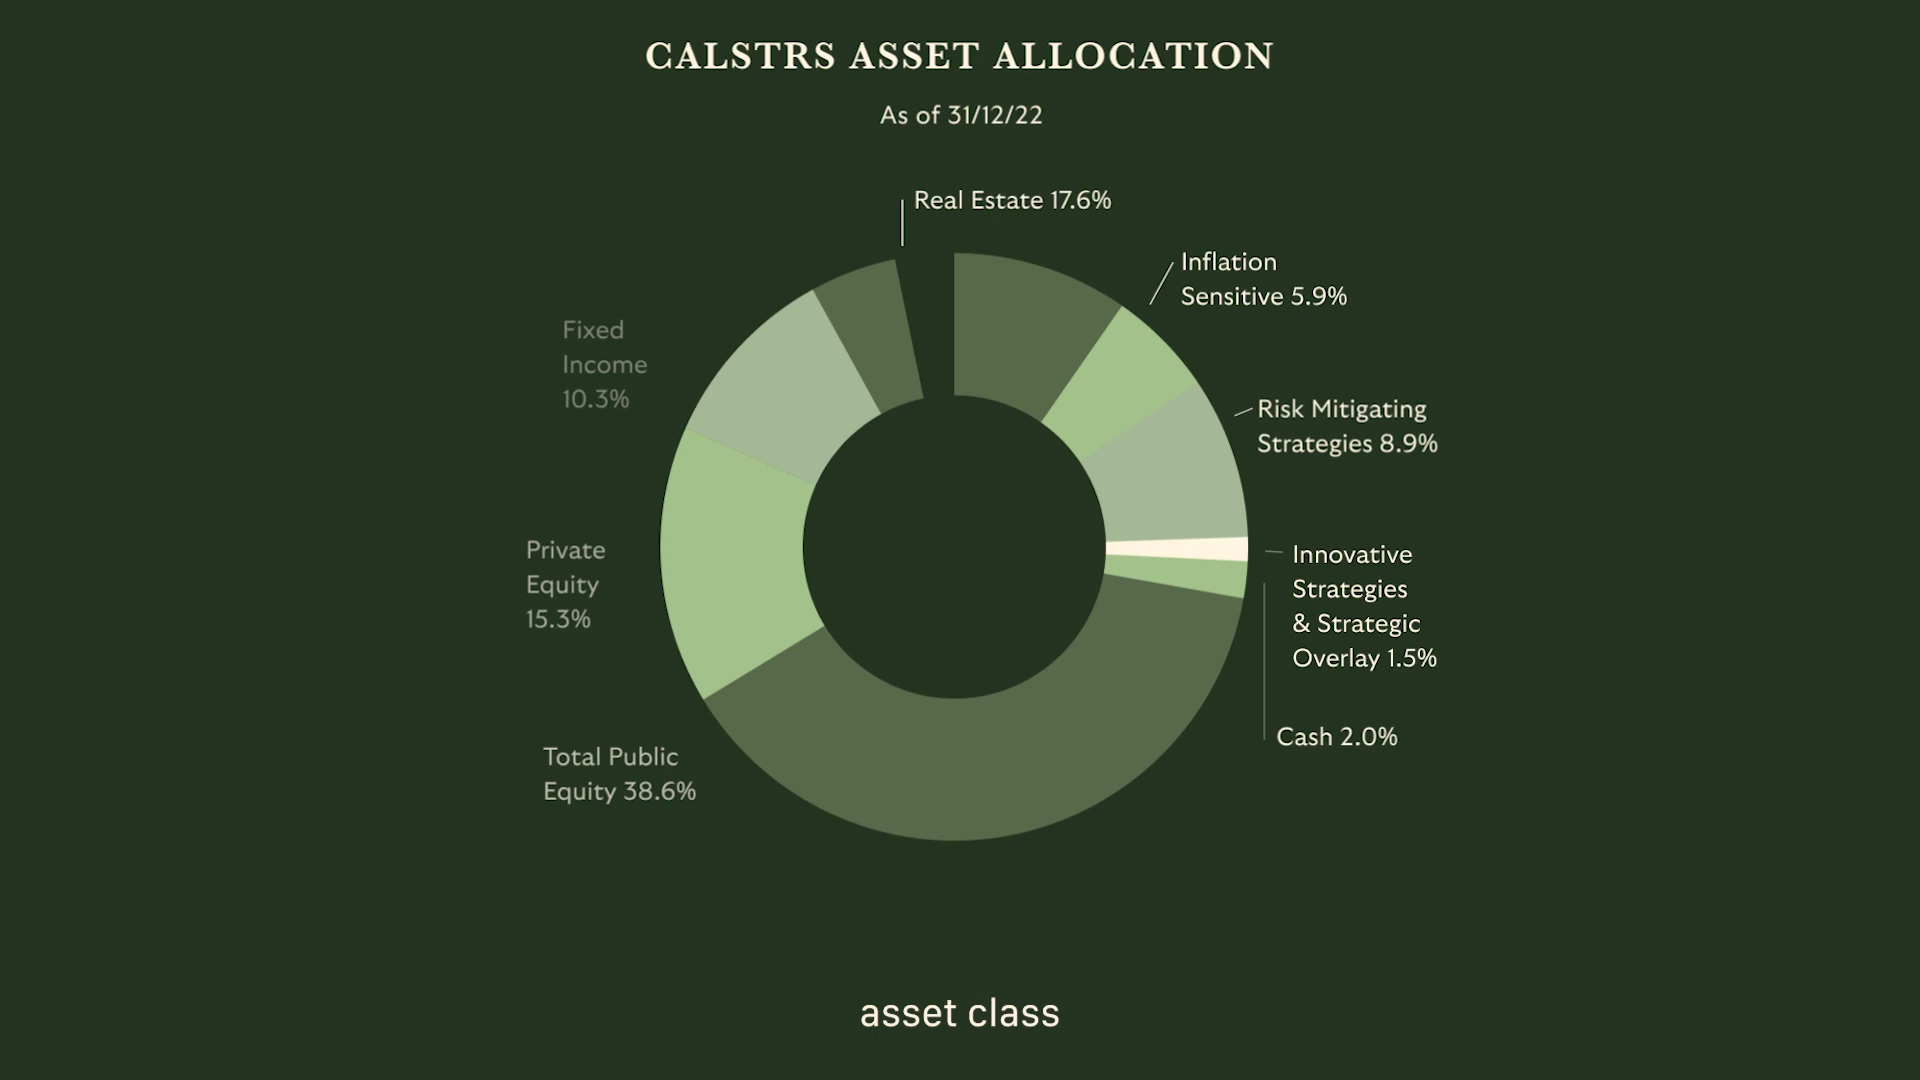 CALSTRS ASSET ALLOCATION
As of 31/12/22
Real Estate 17.6%
Inflation
Sensitive 5.9%
Risk Mitigating
Strategies 8.9%
Innovative
Strategies
& Strategic
Overlay 1.5%
Cash 2.0%
Total Public
Equity 38.6%
Private
Equity
15.3%
Fixed
Income
10.3%
asset class